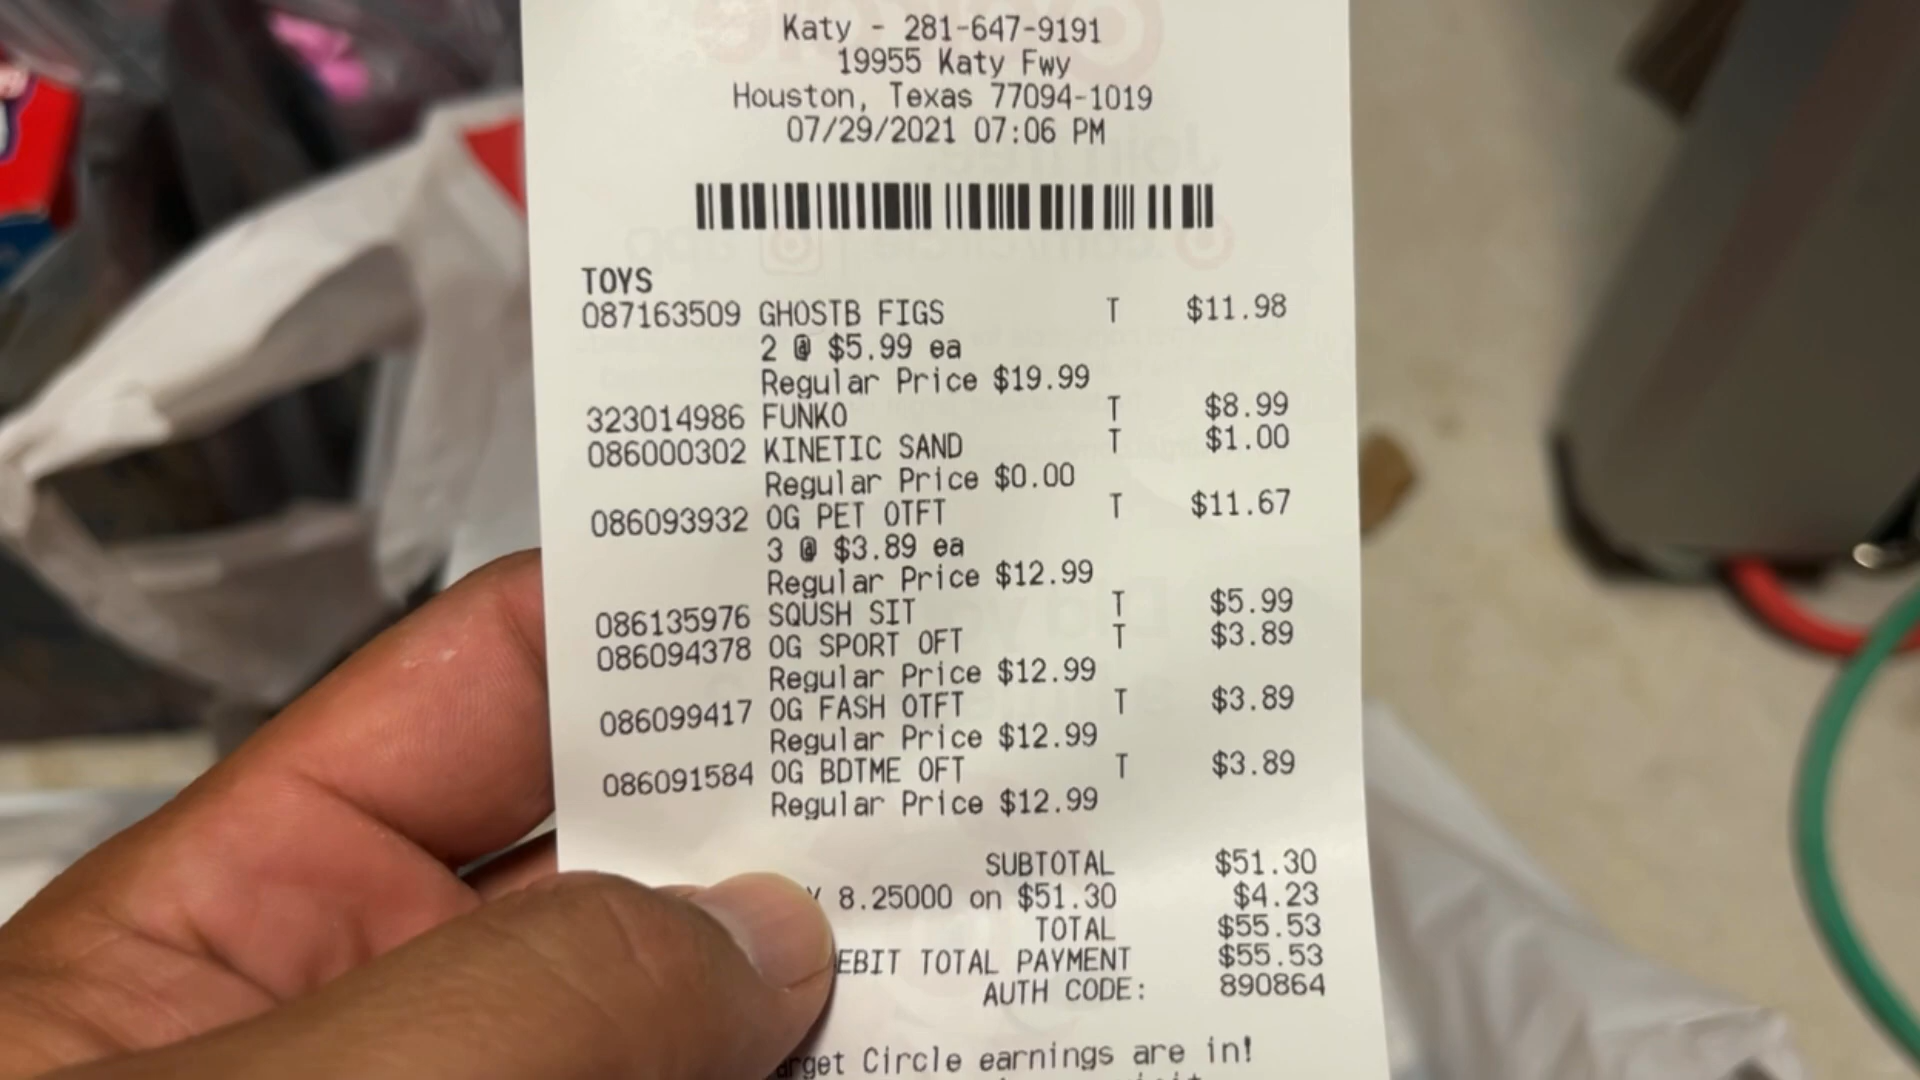 Katy - 281-647-9191
19955 Katy Fwy
Houston, Texas 77094-1019
07/29/2021 07:06 PM
TOYS
087163509 GHOSTB FIGS T $11.98
2 @ $5.99 ea
Regular Price $19.99
323014986 FUNKO T $8.99
086000302 KINETIC SAND T $1.00
Regular Price $0.00
086093932 OG PET OTFT T $11.67
3 @ $3.89 ea
Regular Price $12.99
086135976 SQUSH SIT T $5.99
086094378 OG SPORT OFT T $3.89
Regular Price $12.99
086099417 OG FASH OTFT T $3.89
Regular Price $12.99
086091584 OG BDTME OFT T $3.89
Regular Price $12.99
SUBTOTAL $51.30
8.25000 on $51.30 $4.23
TOTAL $55.53
EBIT TOTAL PAYMENT $55.53
AUTH CODE: 890864
arget Circle earnings are in!